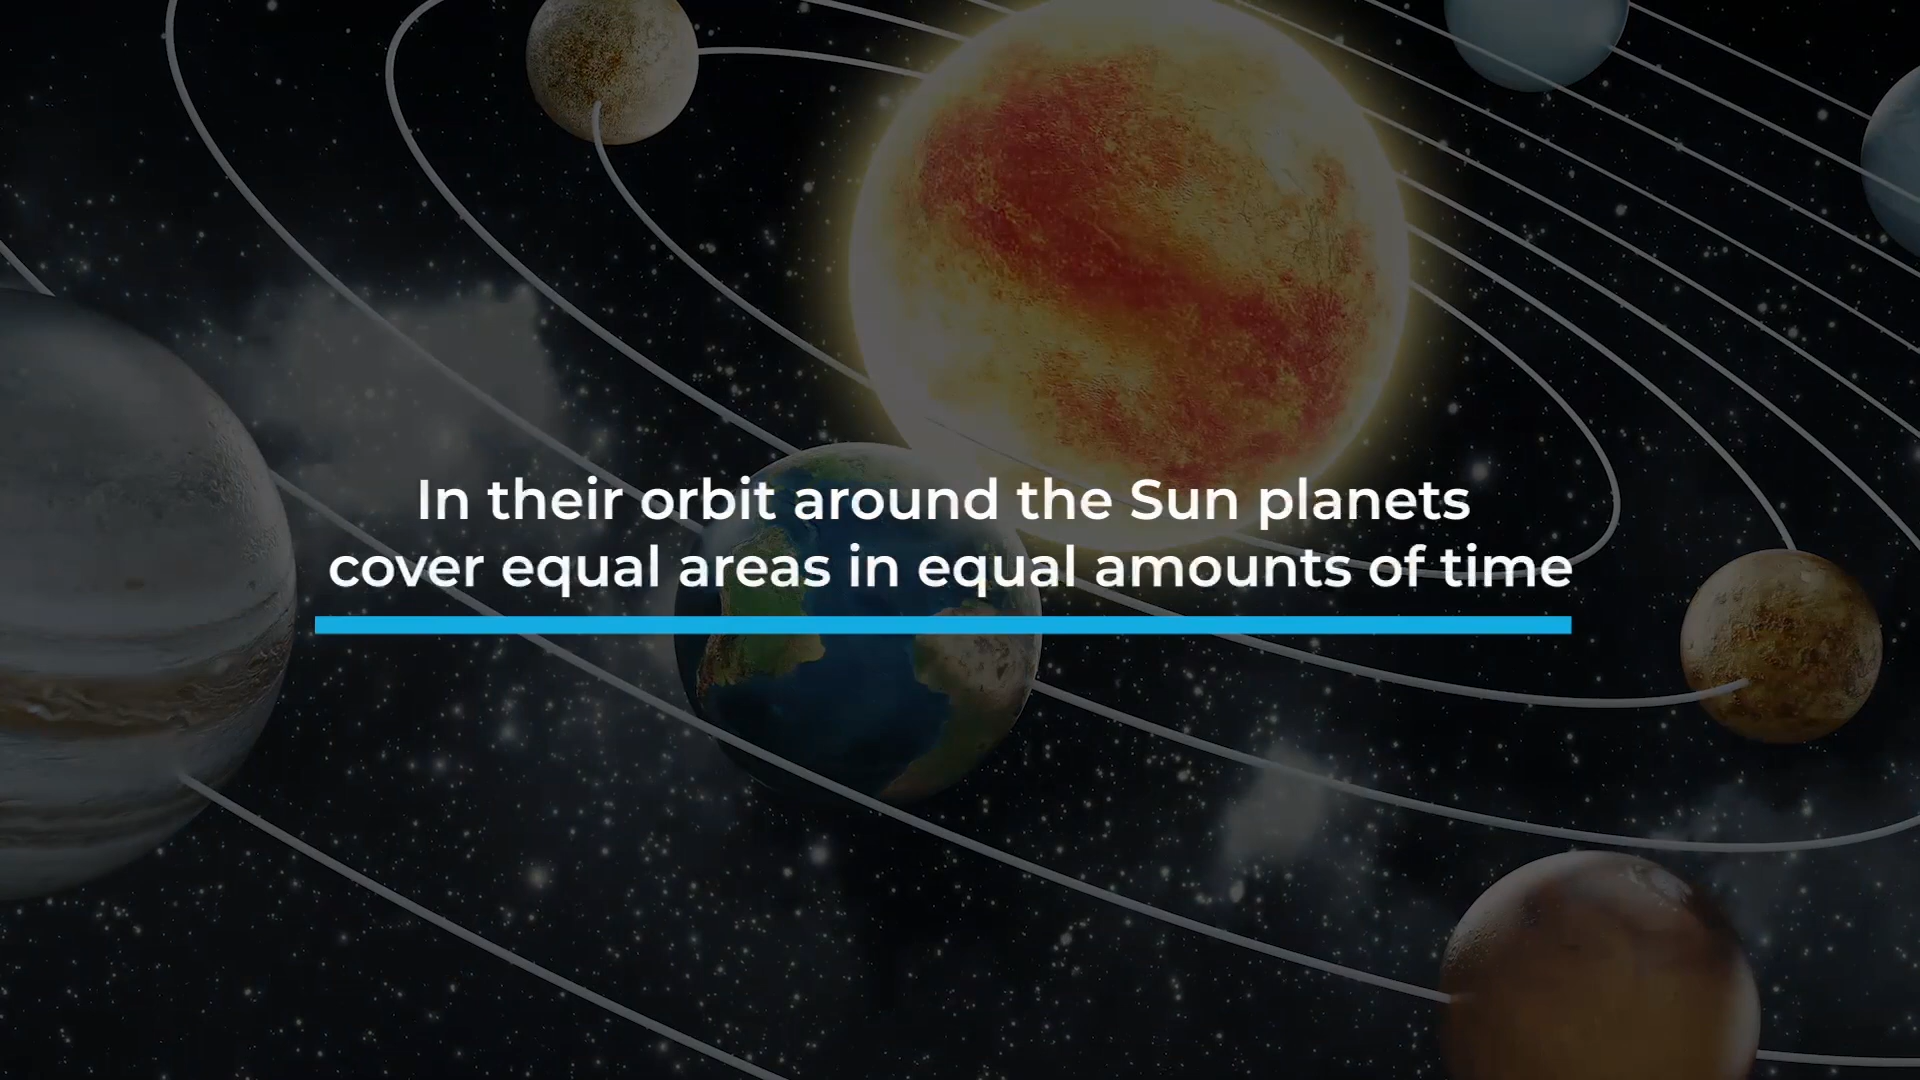 In their orbit around the Sun planets
cover equal areas in equal amounts of time